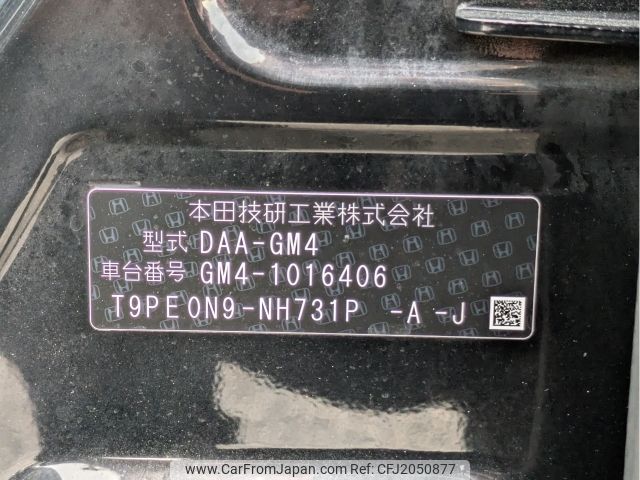 本田技研工業株式会社
型式 DAA-GM4
車台番号 GM4-1016406
T9PE0N9-NH731P -A -J
www.CarFromJapan.com | Ref No: CFJ2050877